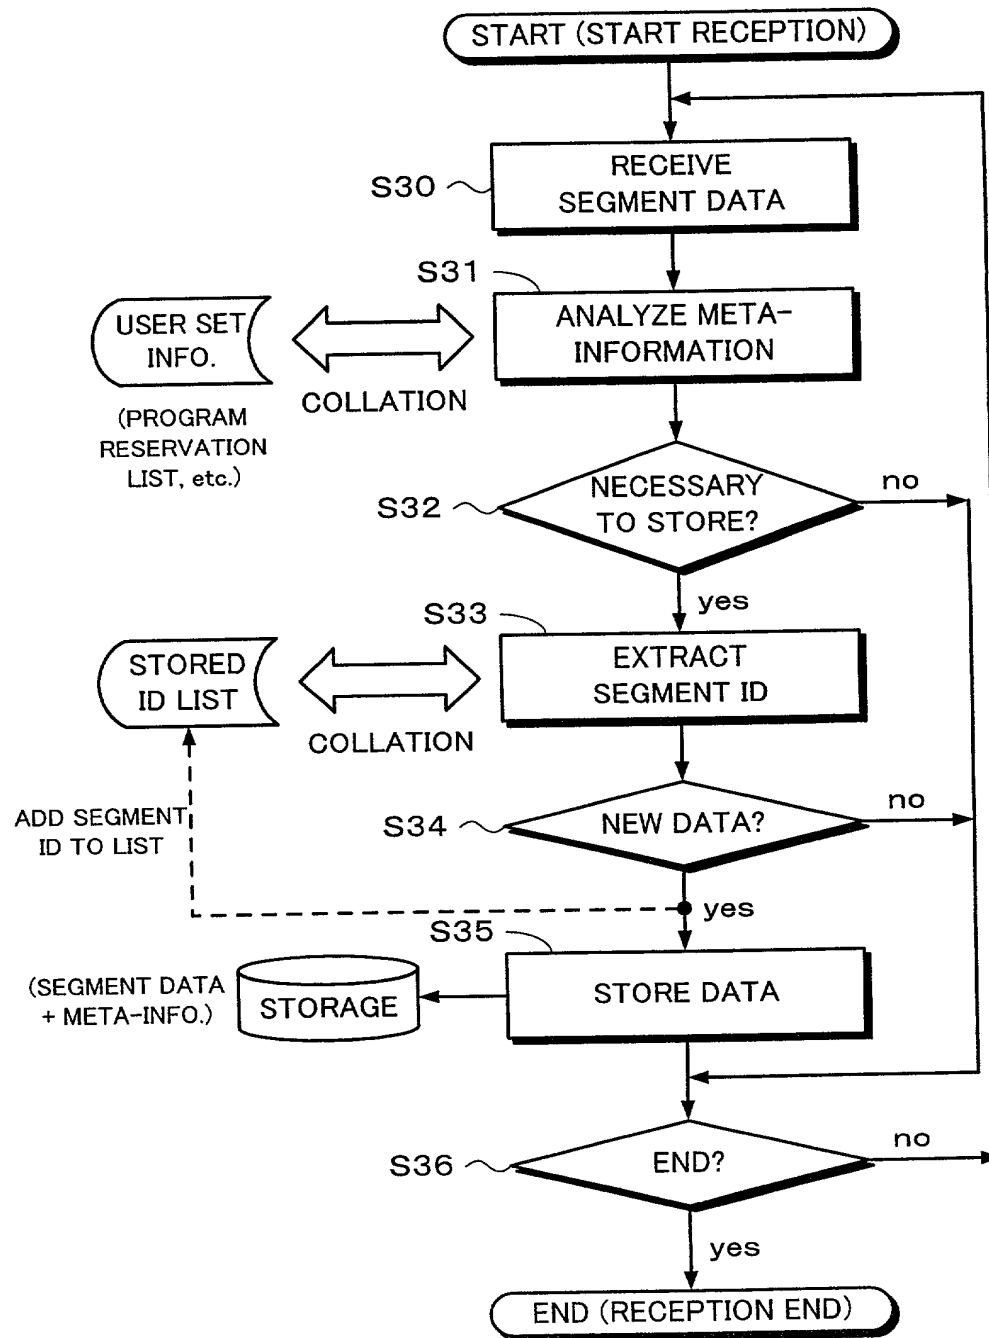 START (START RECEPTION)
S30
RECEIVE
SEGMENT DATA
S31
ANALYZE META-
INFORMATION
USER SET
INFO.
COLLATION
(PROGRAM
RESERVATION
LIST, etc.)
S32
NECESSARY
TO STORE?
no
yes
S33
EXTRACT
SEGMENT ID
STORED
ID LIST
COLLATION
ADD SEGMENT
ID TO LIST
S34
NEW DATA?
no
yes
S35
STORE DATA
(SEGMENT DATA
+ META-INFO.)
STORAGE
S36
END?
no
yes
END (RECEPTION END)